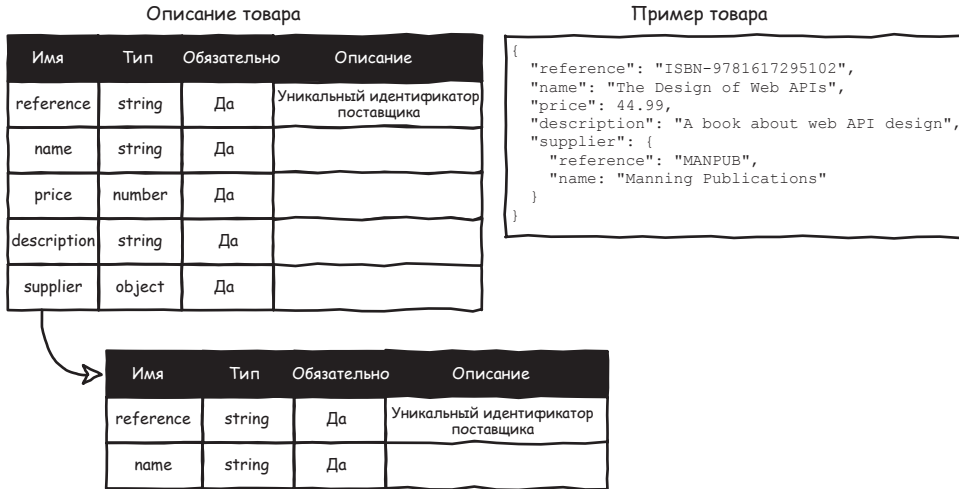 Описание товара
Имя Тип Обязательно Описание
reference string Да Уникальный идентификатор
поставщика
name string Да
price number Да
description string Да
supplier object Да
Пример товара
{
"reference": "ISBN-9781617295102",
"name": "The Design of Web APIs",
"price": 44.99,
"description": "A book about web API design",
"supplier": {
"reference": "MANPUB",
"name: "Manning Publications"
}
}
Имя Тип Обязательно Описание
reference string Да Уникальный идентификатор
поставщика
name string Да